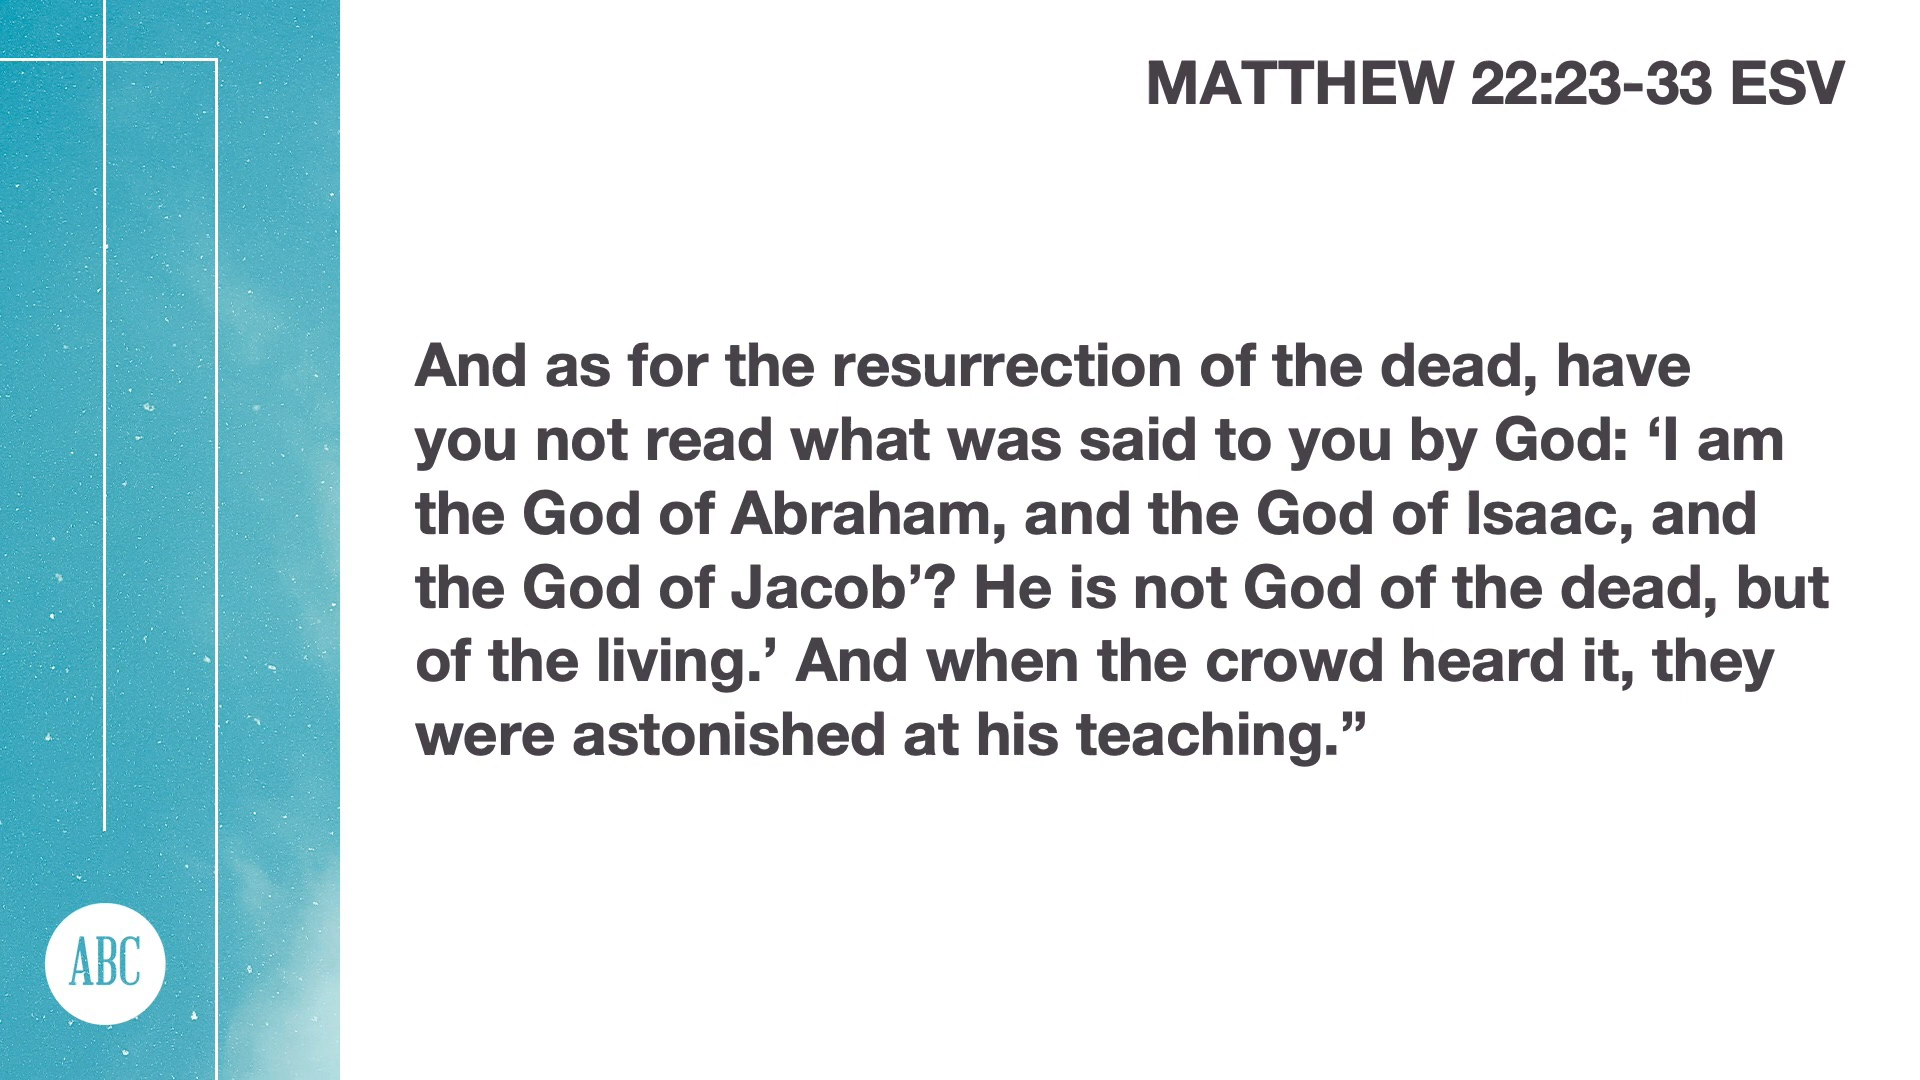 MATTHEW 22:23-33 ESV
And as for the resurrection of the dead, have
you not read what was said to you by God: ‘I am
the God of Abraham, and the God of Isaac, and
the God of Jacob’? He is not God of the dead, but
of the living.’ And when the crowd heard it, they
were astonished at his teaching.”
ABC